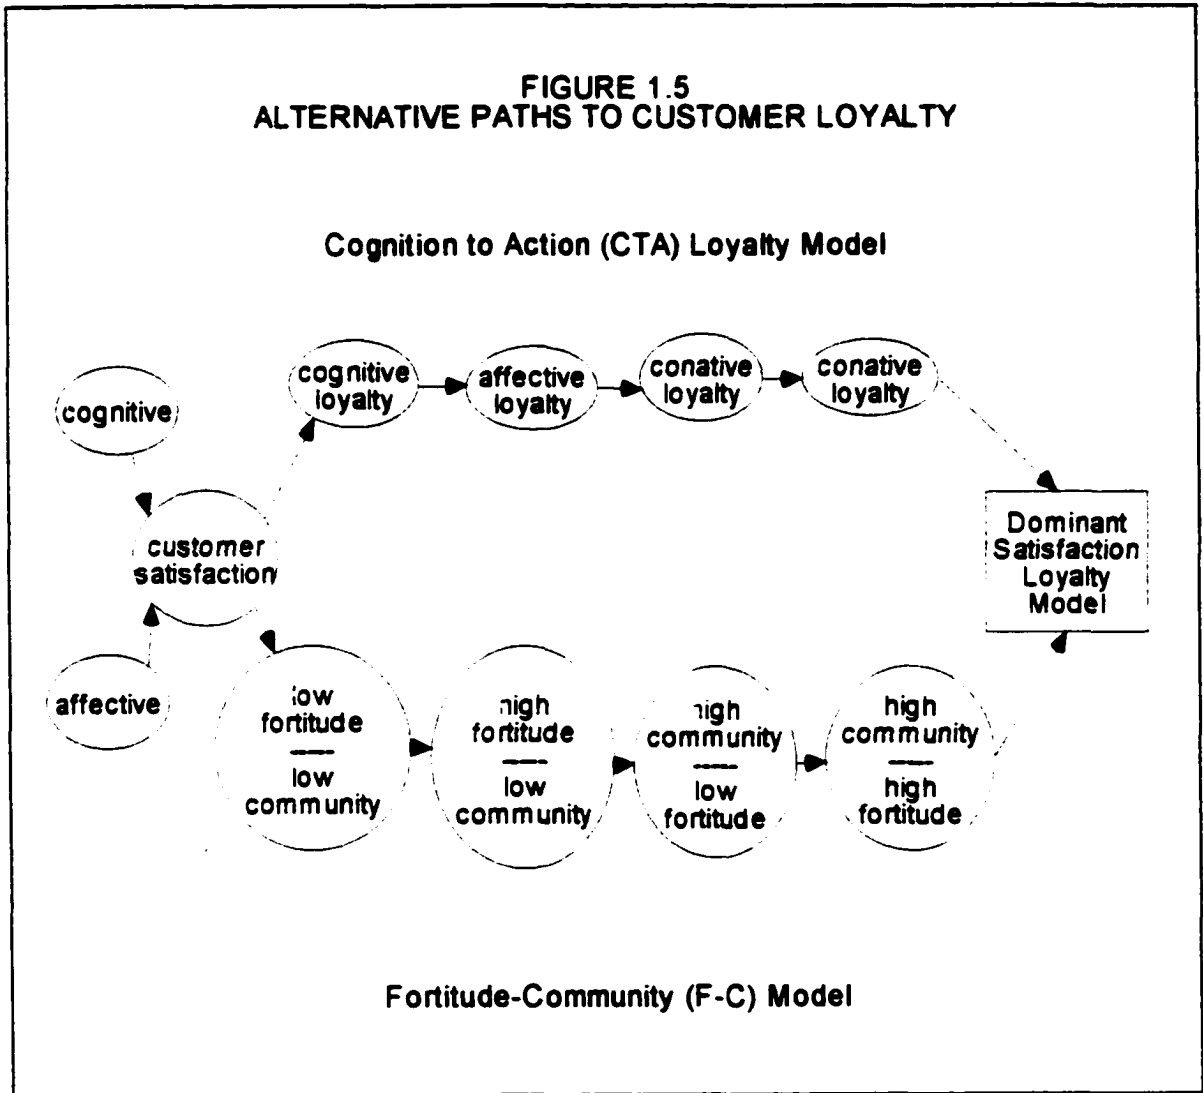 FIGURE 1.5
ALTERNATIVE PATHS TO CUSTOMER LOYALTY
Cognition to Action (CTA) Loyalty Model
cognitive
affective
customer
satisfaction
cognitive
loyalty
affective
loyalty
conative
loyalty
conative
loyalty
Dominant
Satisfaction
Loyalty
Model
low
fortitude
low
community
high
fortitude
low
community
high
community
low
fortitude
high
community
high
fortitude
Fortitude-Community (F-C) Model